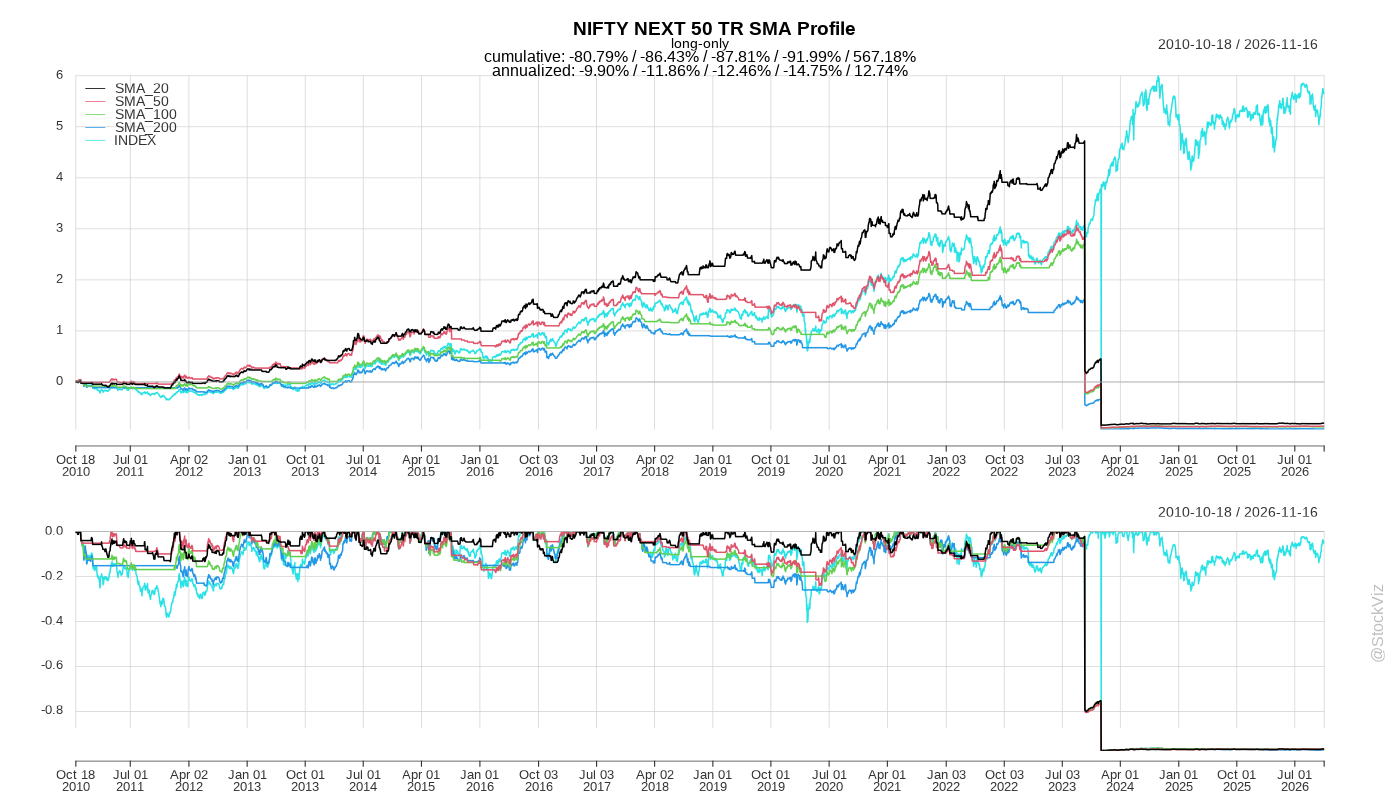 NIFTY NEXT 50 TR SMA Profile
long-only
2010-10-18 / 2026-11-16
cumulative: -80.79% / -86.43% / -87.81% / -91.99% / 567.18%
annualized: -9.90% / -11.86% / -12.46% / -14.75% / 12.74%
6
5
4
3
2
1
0
SMA_20
SMA_50
SMA_100
SMA_200
INDEX
Oct 18 Jul 01 Apr 02 Jan 01 Oct 01 Jul 01 Apr 01 Jan 01 Oct 03 Jul 03 Apr 02 Jan 01 Oct 01 Jul 01 Apr 01 Jan 03 Oct 03 Jul 03 Apr 01 Jan 01 Oct 01 Jul 01
2010 2011 2012 2013 2013 2014 2015 2016 2016 2017 2018 2019 2019 2020 2021 2022 2022 2023 2024 2025 2025 2026
2010-10-18 / 2026-11-16
0.0
-0.2
-0.4
-0.6
-0.8
Oct 18 Jul 01 Apr 02 Jan 01 Oct 01 Jul 01 Apr 01 Jan 01 Oct 03 Jul 03 Apr 02 Jan 01 Oct 01 Jul 01 Apr 01 Jan 03 Oct 03 Jul 03 Apr 01 Jan 01 Oct 01 Jul 01
2010 2011 2012 2013 2013 2014 2015 2016 2016 2017 2018 2019 2019 2020 2021 2022 2022 2023 2024 2025 2025 2026
@StockViz